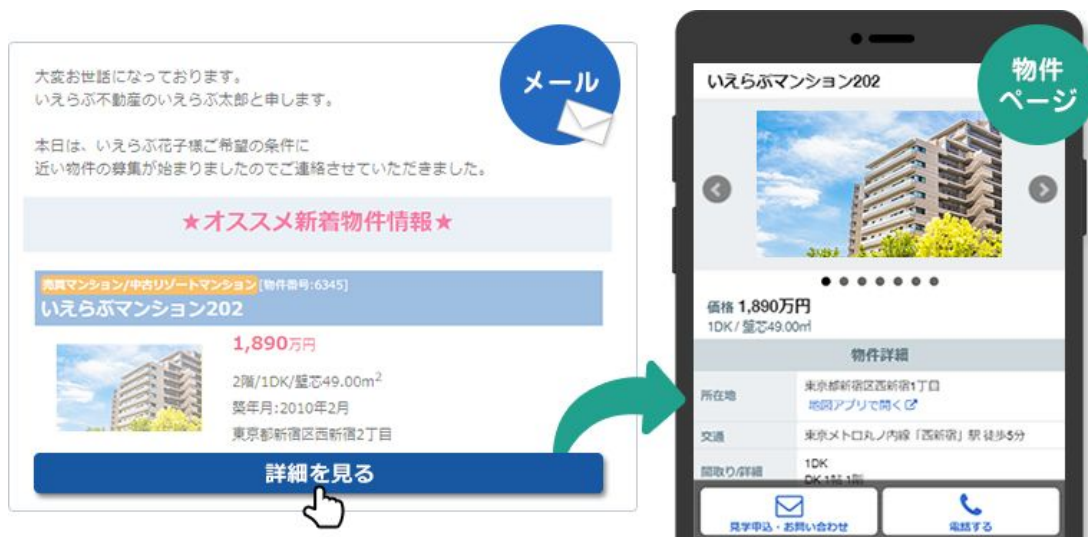 大変お世話になっております。
いえらぶ不動産のいえらぶ太郎と申します。
本日は、いえらぶ花子様ご希望の条件に
近い物件の募集が始まりましたのでご連絡させていただきました。
★オススメ新着物件情報★
売買マンション/中古リゾートマンション [物件番号:6345]
いえらぶマンション202
1,890万円
2階/1DK/壁芯49.00m²
築年月:2010年2月
東京都新宿区西新宿2丁目
詳細を見る
メール
物件
ページ
いえらぶマンション202
価格 1,890万円
1DK / 壁芯49.00㎡
物件詳細
所在地
東京都新宿区西新宿1丁目
地図アプリで開く
交通
東京メトロ丸ノ内線「西新宿」駅 徒歩5分
間取り/詳細
1DK
DK 1帖 1階
見学申込・お問い合わせ
電話する